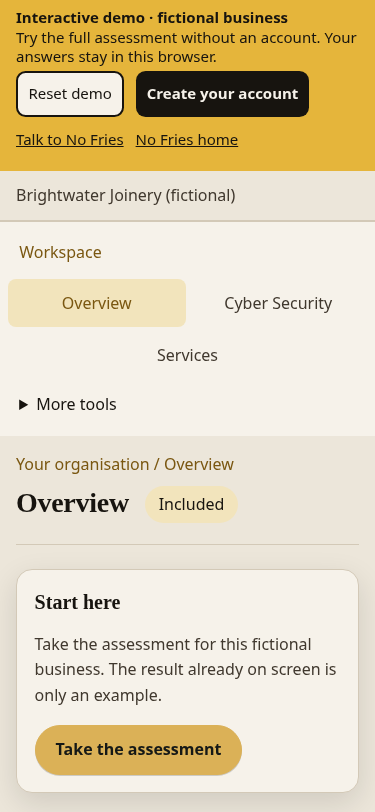 Interactive demo · fictional business
Try the full assessment without an account. Your
answers stay in this browser.
Reset demo
Create your account
Talk to No Fries
No Fries home
Brightwater Joinery (fictional)
Workspace
Overview
Cyber Security
Services
More tools
Your organisation / Overview
Overview
Included
Start here
Take the assessment for this fictional
business. The result already on screen is
only an example.
Take the assessment